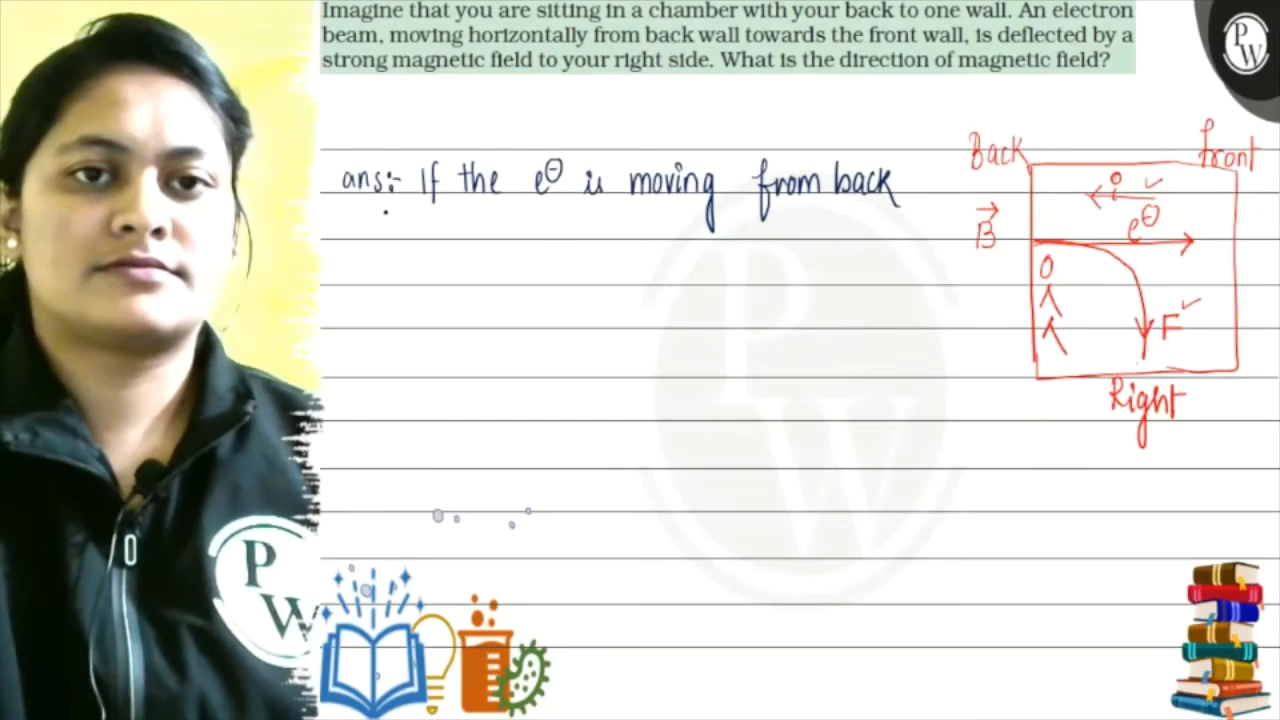 Imagine that you are sitting in a chamber with your back to one wall. An electron
beam, moving horizontally from back wall towards the front wall, is deflected by a
strong magnetic field to your right side. What is the direction of magnetic field?
P
W
Back
front
ans:- If the e⊖ is moving from back
i
B⃗
e⊖
F
Right
P
W
P
W